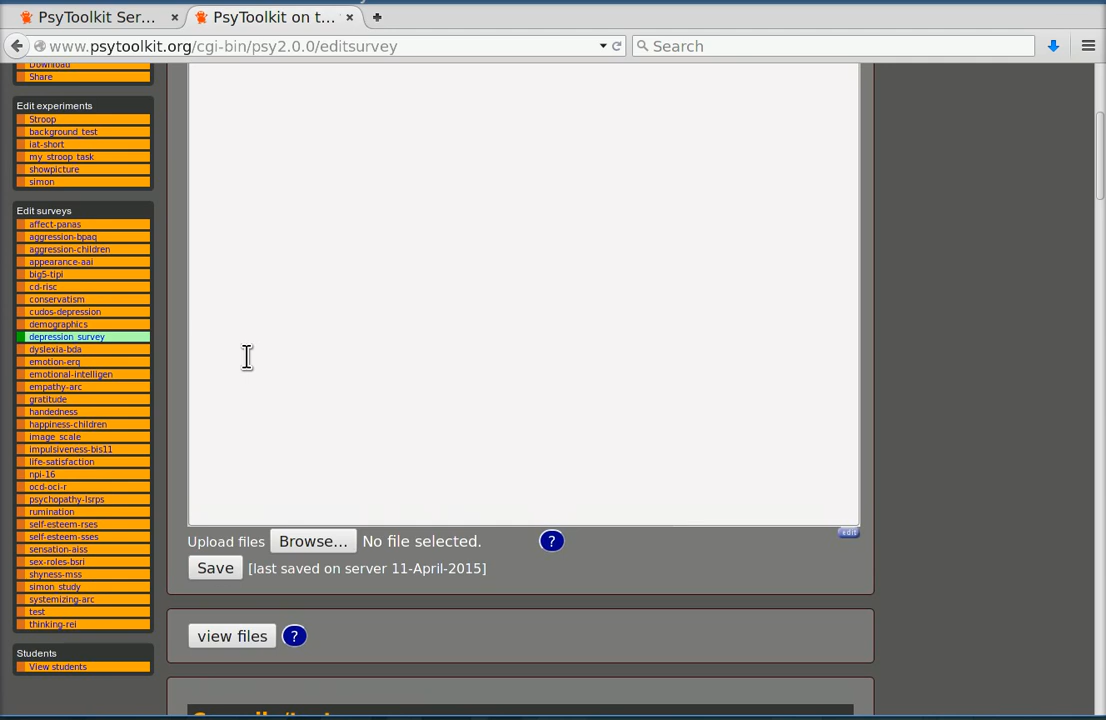 PsyToolkit Ser...
PsyToolkit on t...
www.psytoolkit.org/cgi-bin/psy2.0.0/editsurvey
Search
Download
Share
Edit experiments
Stroop
background test
iat-short
my stroop task
showpicture
simon
Edit surveys
affect-panas
aggression-bpaq
aggression-children
appearance-aai
big5-tipi
cd-risc
conservatism
cudos-depression
demographics
depression survey
dyslexia-bda
emotion-erq
emotional-intelligen
empathy-arc
gratitude
handedness
happiness-children
image scale
impulsiveness-bis11
life-satisfaction
npi-16
ocd-oci-r
psychopathy-lsrps
rumination
self-esteem-rses
self-esteem-sses
sensation-aiss
sex-roles-bsri
shyness-mss
simon study
systemizing-arc
test
thinking-rei
Students
View students
edit
Upload files Browse... No file selected. ?
Save [last saved on server 11-April-2015]
view files ?